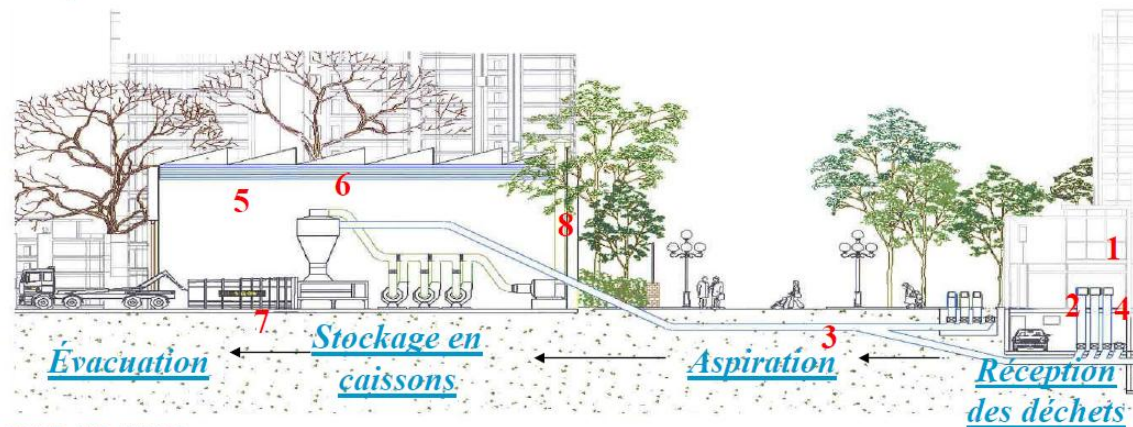 1
2
3
4
5
6
7
8
Évacuation
Stockage en
caissons
Aspiration
Réception
des déchets